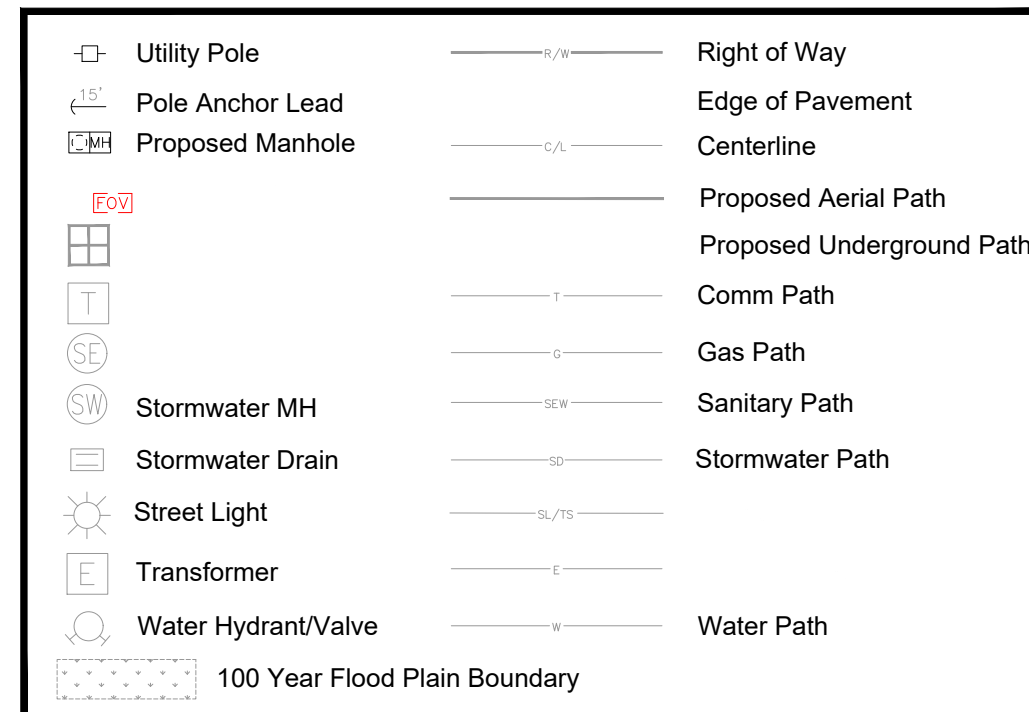 Utility Pole R/W Right of Way
15' Pole Anchor Lead Edge of Pavement
MH Proposed Manhole C/L Centerline
FOV Proposed Aerial Path
Proposed Underground Path
T T Comm Path
SE G Gas Path
SW Stormwater MH SEW Sanitary Path
Stormwater Drain SD Stormwater Path
Street Light SL/TS
E Transformer E
Water Hydrant/Valve W Water Path
100 Year Flood Plain Boundary